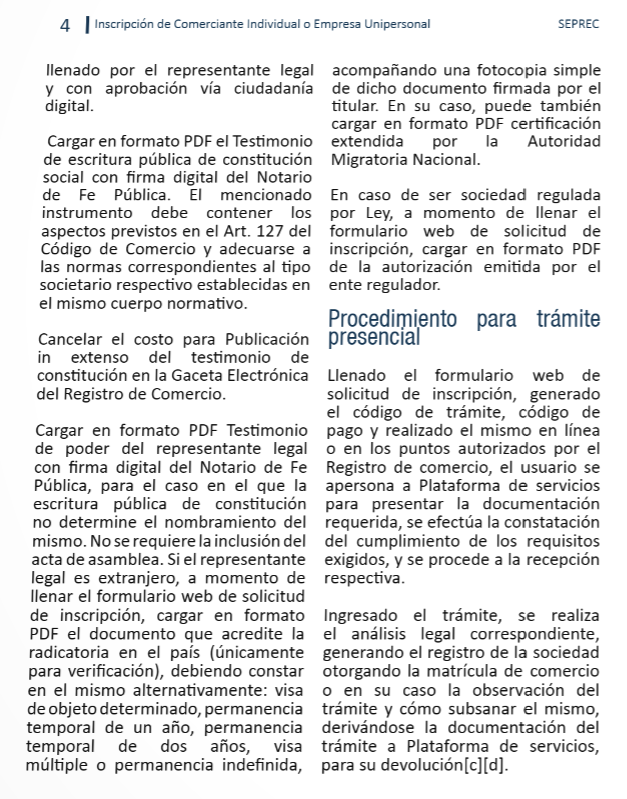 4 Inscripción de Comerciante Individual o Empresa Unipersonal SEPREC
llenado por el representante legal
y con aprobación vía ciudadanía
digital.
Cargar en formato PDF el Testimonio
de escritura pública de constitución
social con firma digital del Notario
de Fe Pública. El mencionado
instrumento debe contener los
aspectos previstos en el Art. 127 del
Código de Comercio y adecuarse a
las normas correspondientes al tipo
societario respectivo establecidas en
el mismo cuerpo normativo.
Cancelar el costo para Publicación
in extenso del testimonio de
constitución en la Gaceta Electrónica
del Registro de Comercio.
Cargar en formato PDF Testimonio
de poder del representante legal
con firma digital del Notario de Fe
Pública, para el caso en el que la
escritura pública de constitución
no determine el nombramiento del
mismo. No se requiere la inclusión del
acta de asamblea. Si el representante
legal es extranjero, a momento de
llenar el formulario web de solicitud
de inscripción, cargar en formato
PDF el documento que acredite la
radicatoria en el país (únicamente
para verificación), debiendo constar
en el mismo alternativamente: visa
de objeto determinado, permanencia
temporal de un año, permanencia
temporal de dos años, visa
múltiple o permanencia indefinida,
acompañando una fotocopia simple
de dicho documento firmada por el
titular. En su caso, puede también
cargar en formato PDF certificación
extendida por la Autoridad
Migratoria Nacional.
En caso de ser sociedad regulada
por Ley, a momento de llenar el
formulario web de solicitud de
inscripción, cargar en formato PDF
de la autorización emitida por el
ente regulador.
Procedimiento para trámite
presencial
Llenado el formulario web de
solicitud de inscripción, generado
el código de trámite, código de
pago y realizado el mismo en línea
o en los puntos autorizados por el
Registro de comercio, el usuario se
apersona a Plataforma de servicios
para presentar la documentación
requerida, se efectúa la constatación
del cumplimiento de los requisitos
exigidos, y se procede a la recepción
respectiva.
Ingresado el trámite, se realiza
el análisis legal correspondiente,
generando el registro de la sociedad
otorgando la matrícula de comercio
o en su caso la observación del
trámite y cómo subsanar el mismo,
derivándose la documentación del
trámite a Plataforma de servicios,
para su devolución[c][d].